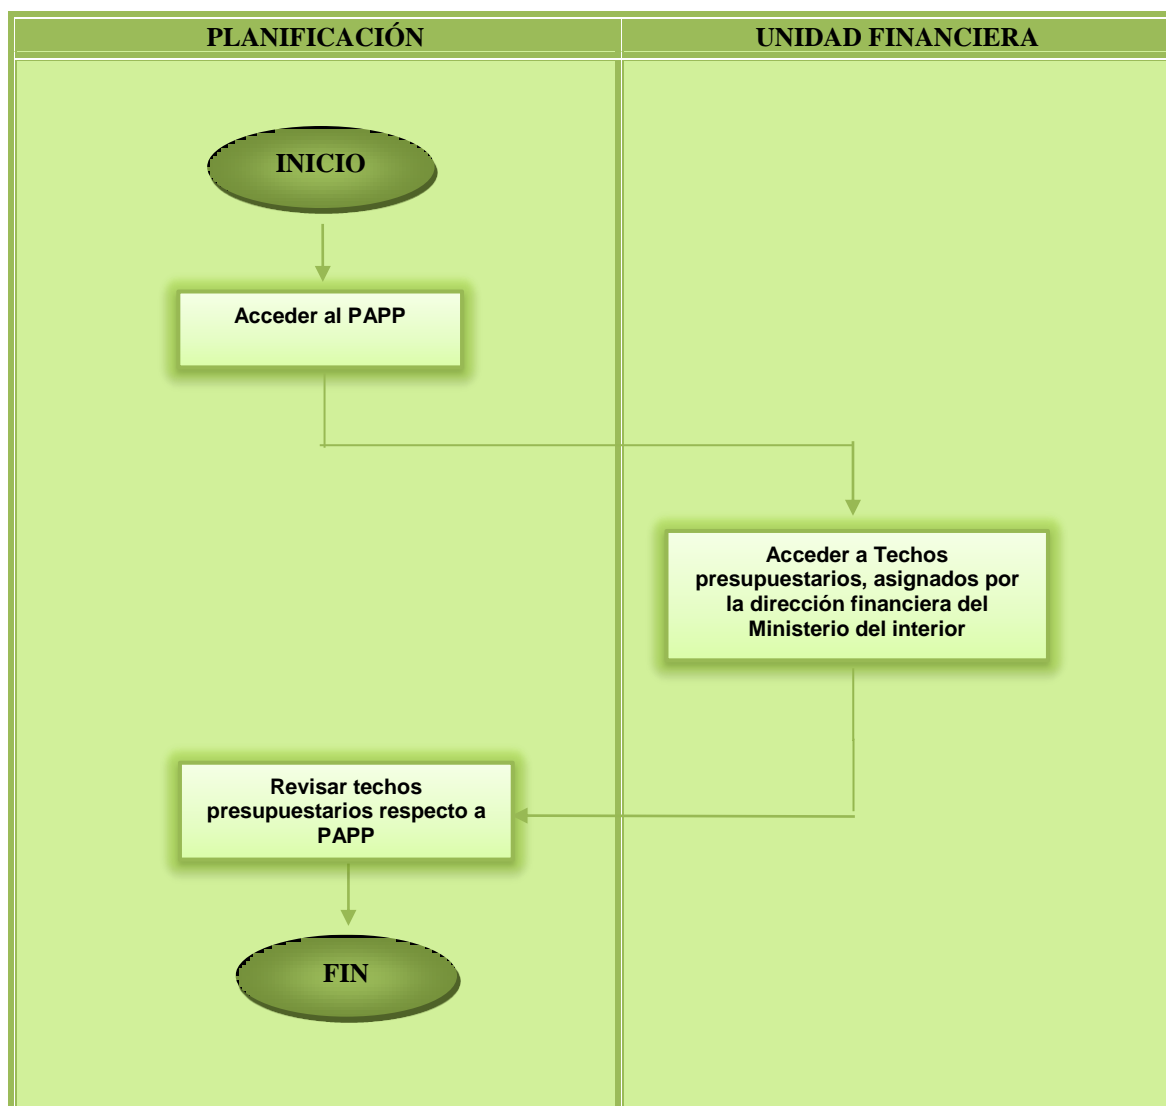 PLANIFICACIÓN
UNIDAD FINANCIERA
INICIO
Acceder al PAPP
Acceder a Techos
presupuestarios, asignados por
la dirección financiera del
Ministerio del interior
Revisar techos
presupuestarios respecto a
PAPP
FIN